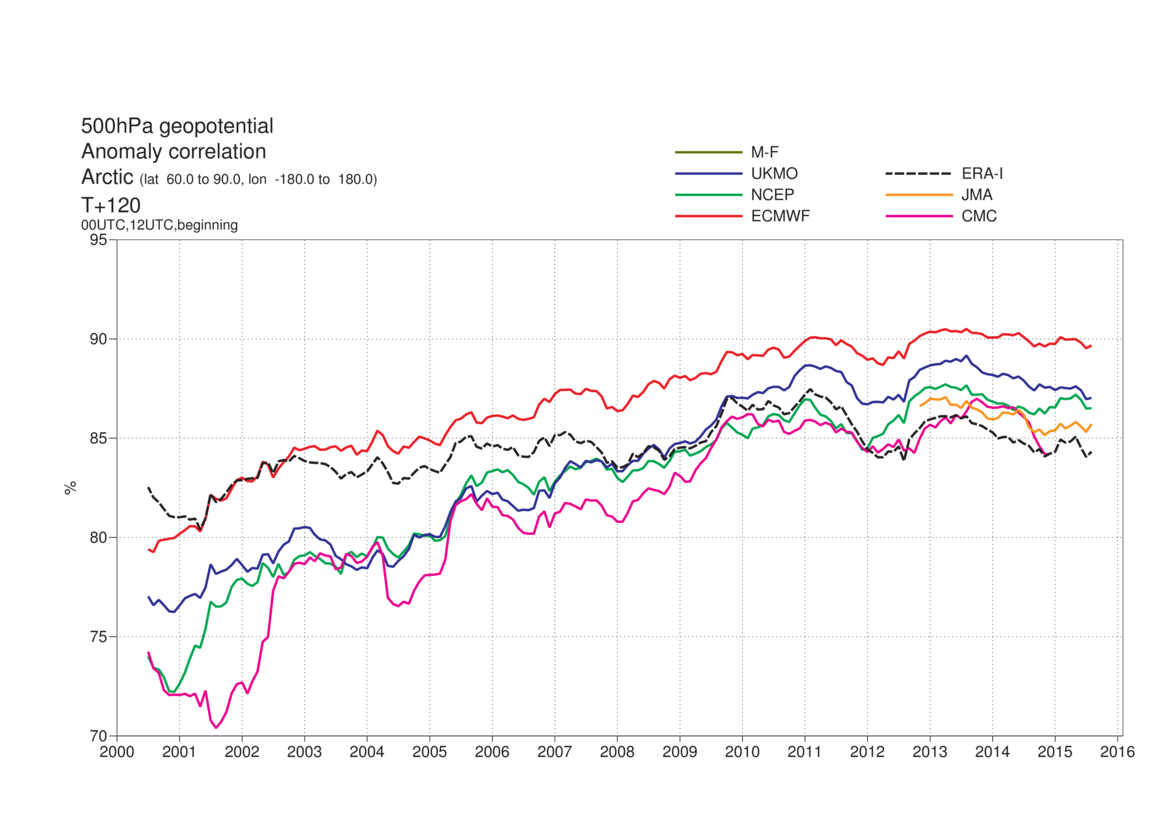 500hPa geopotential
Anomaly correlation
Arctic (lat 60.0 to 90.0, lon -180.0 to 180.0)
T+120
00UTC,12UTC,beginning
M-F
UKMO
NCEP
ECMWF
ERA-I
JMA
CMC
95
90
85
%
80
75
70
2000 2001 2002 2003 2004 2005 2006 2007 2008 2009 2010 2011 2012 2013 2014 2015 2016